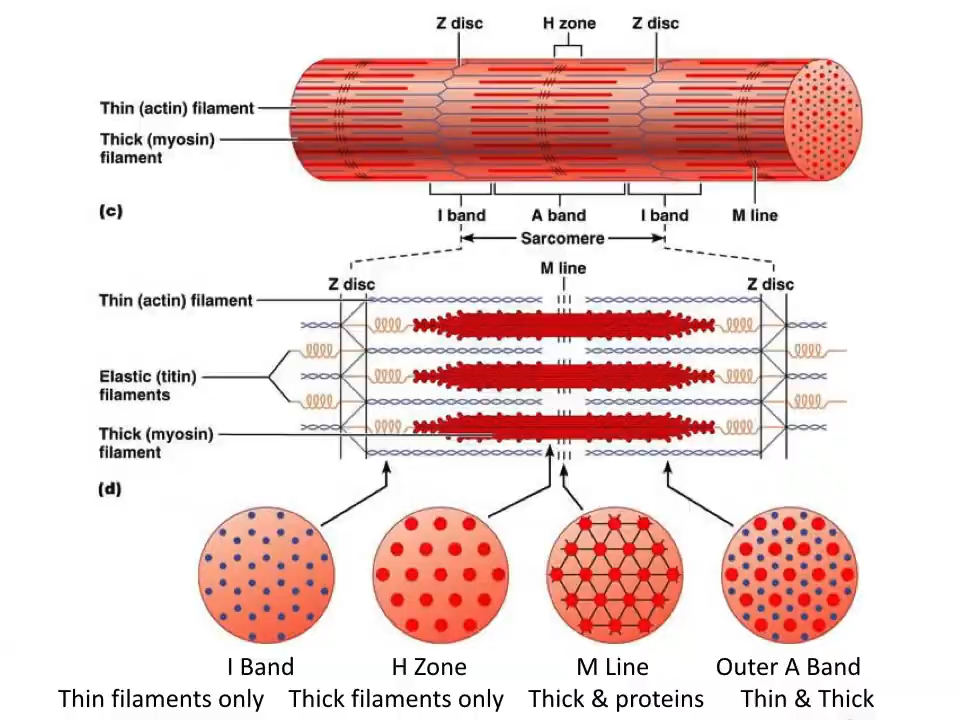 Z disc
H zone
Z disc
Thin (actin) filament
Thick (myosin)
filament
(c)
I band
A band
I band
M line
Sarcomere
M line
Z disc
Z disc
Thin (actin) filament
Elastic (titin)
filaments
Thick (myosin)
filament
(d)
I Band
H Zone
M Line
Outer A Band
Thin filaments only
Thick filaments only
Thick & proteins
Thin & Thick